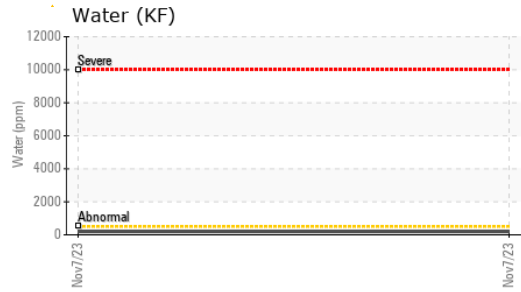 Water (KF)
12000
10000
8000
6000
4000
2000
0
Water (ppm)
Severe
Abnormal
Nov7/23
Nov7/23